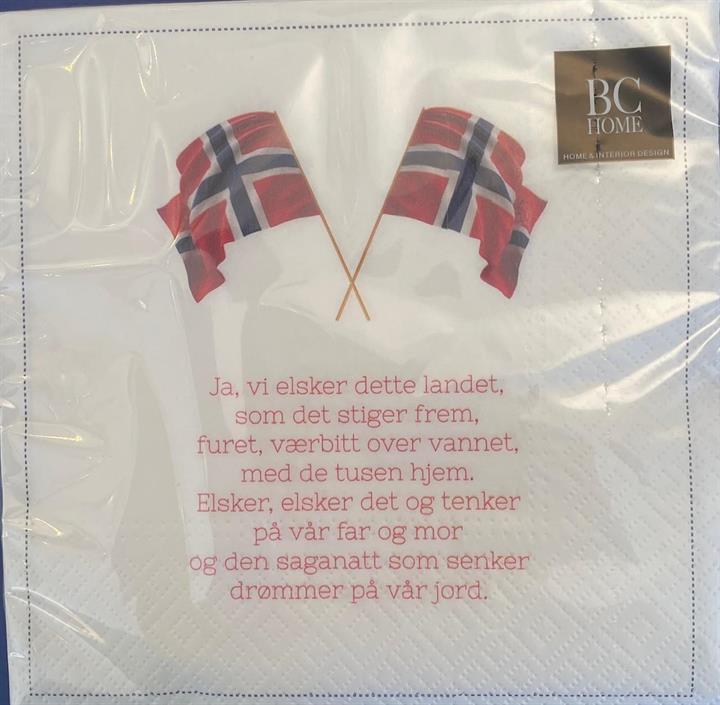 BC
HOME
HOME & INTERIOR DESIGN
Ja, vi elsker dette landet,
som det stiger frem,
furet, værbitt over vannet,
med de tusen hjem.
Elsker, elsker det og tenker
på vår far og mor
og den saganatt som senker
drømmer på vår jord.